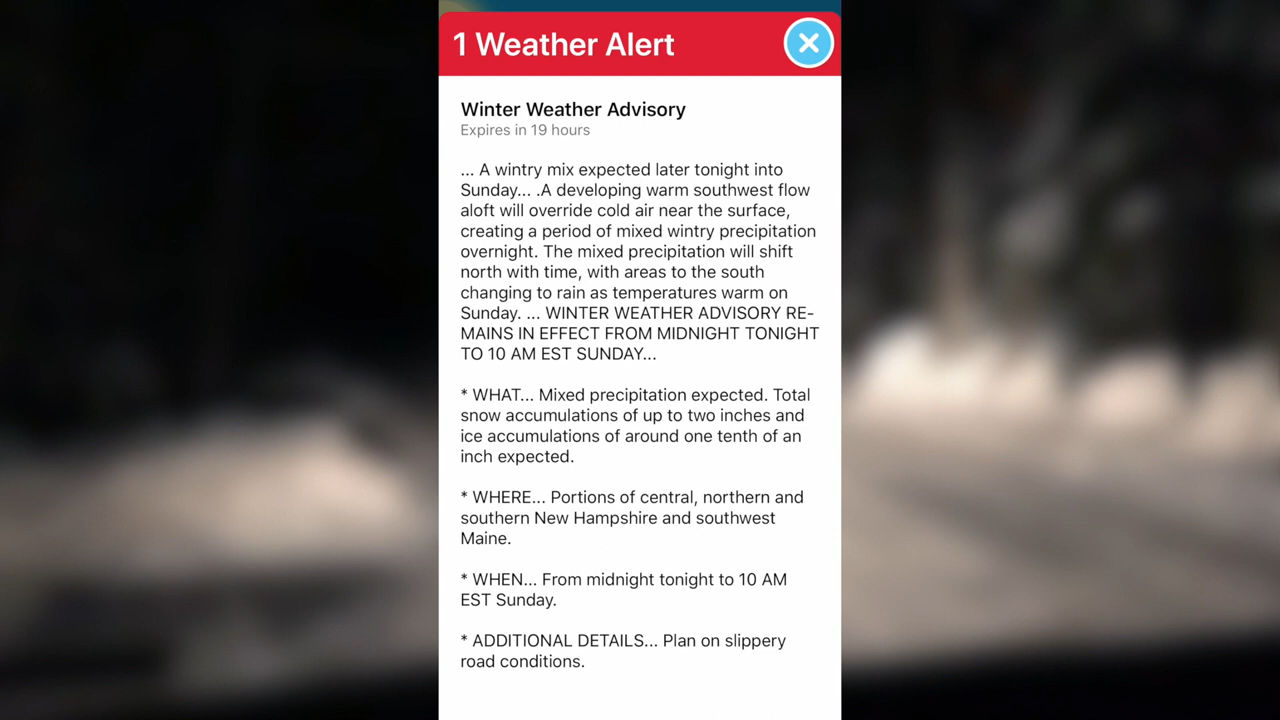 1 Weather Alert
Winter Weather Advisory
Expires in 19 hours
... A wintry mix expected later tonight into
Sunday... .A developing warm southwest flow
aloft will override cold air near the surface,
creating a period of mixed wintry precipitation
overnight. The mixed precipitation will shift
north with time, with areas to the south
changing to rain as temperatures warm on
Sunday. ... WINTER WEATHER ADVISORY RE-
MAINS IN EFFECT FROM MIDNIGHT TONIGHT
TO 10 AM EST SUNDAY...
* WHAT... Mixed precipitation expected. Total
snow accumulations of up to two inches and
ice accumulations of around one tenth of an
inch expected.
* WHERE... Portions of central, northern and
southern New Hampshire and southwest
Maine.
* WHEN... From midnight tonight to 10 AM
EST Sunday.
* ADDITIONAL DETAILS... Plan on slippery
road conditions.